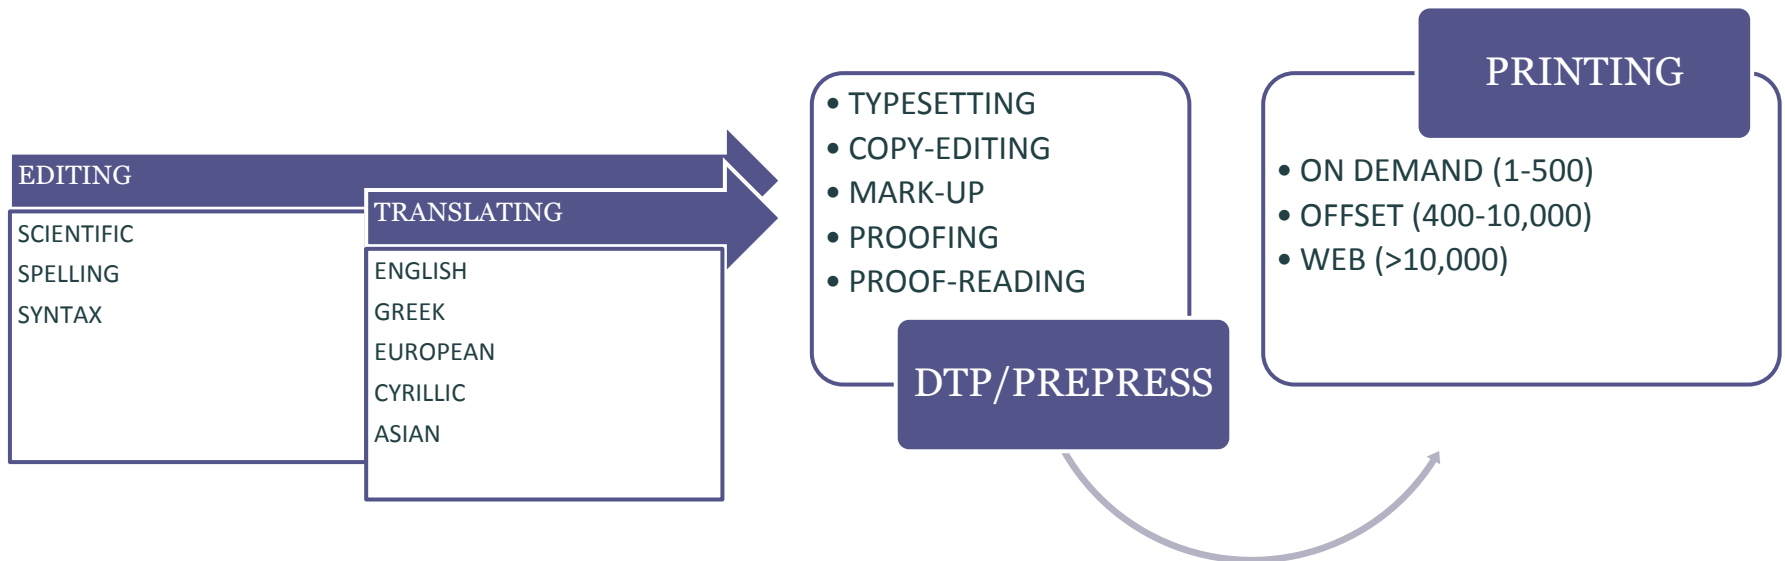 EDITING
SCIENTIFIC
SPELLING
SYNTAX
TRANSLATING
ENGLISH
GREEK
EUROPEAN
CYRILLIC
ASIAN
• TYPESETTING
• COPY-EDITING
• MARK-UP
• PROOFING
• PROOF-READING
DTP/PREPRESS
PRINTING
• ON DEMAND (1-500)
• OFFSET (400-10,000)
• WEB (>10,000)